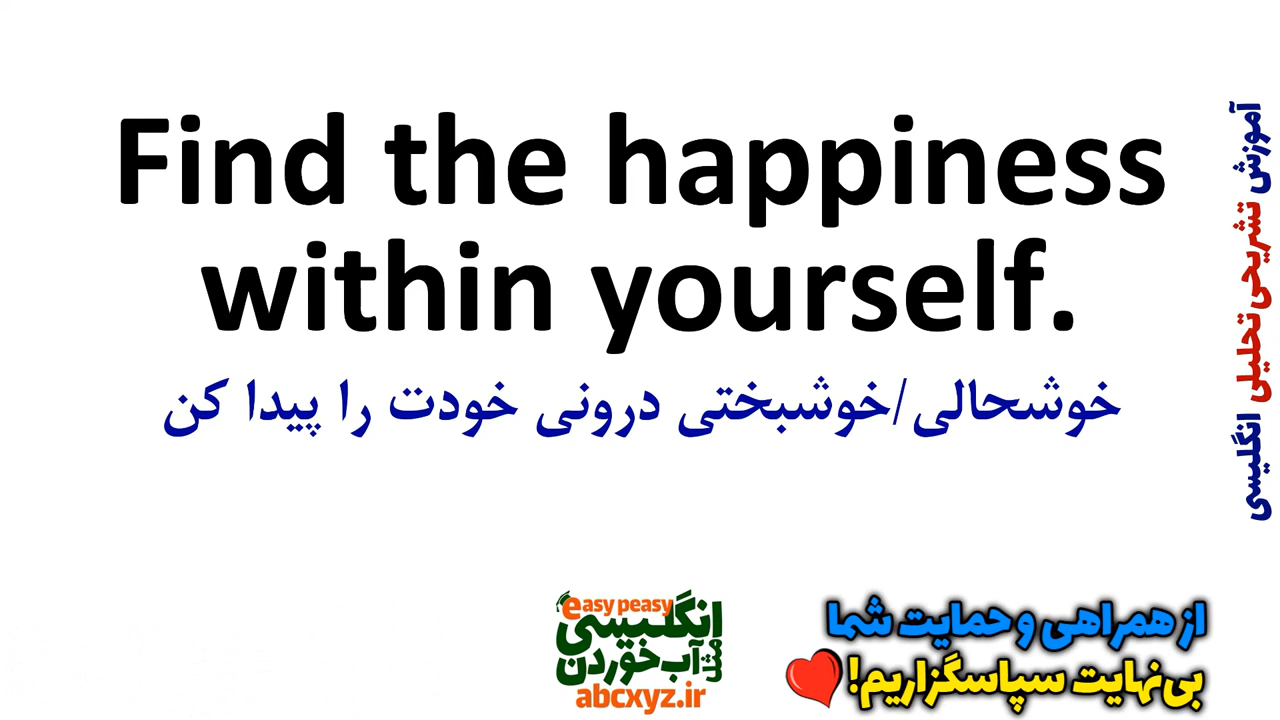 Find the happiness
within yourself.
خوشحالی/خوشبختی درونی خودت را پیدا کن
آموزش تشریحی تحلیلی انگلیسی
easy peasy
انگلیسی
مثل آب خوردن
abcxyz.ir
از همراهی و حمایت شما
بی‌نهایت سپاسگزاریم!